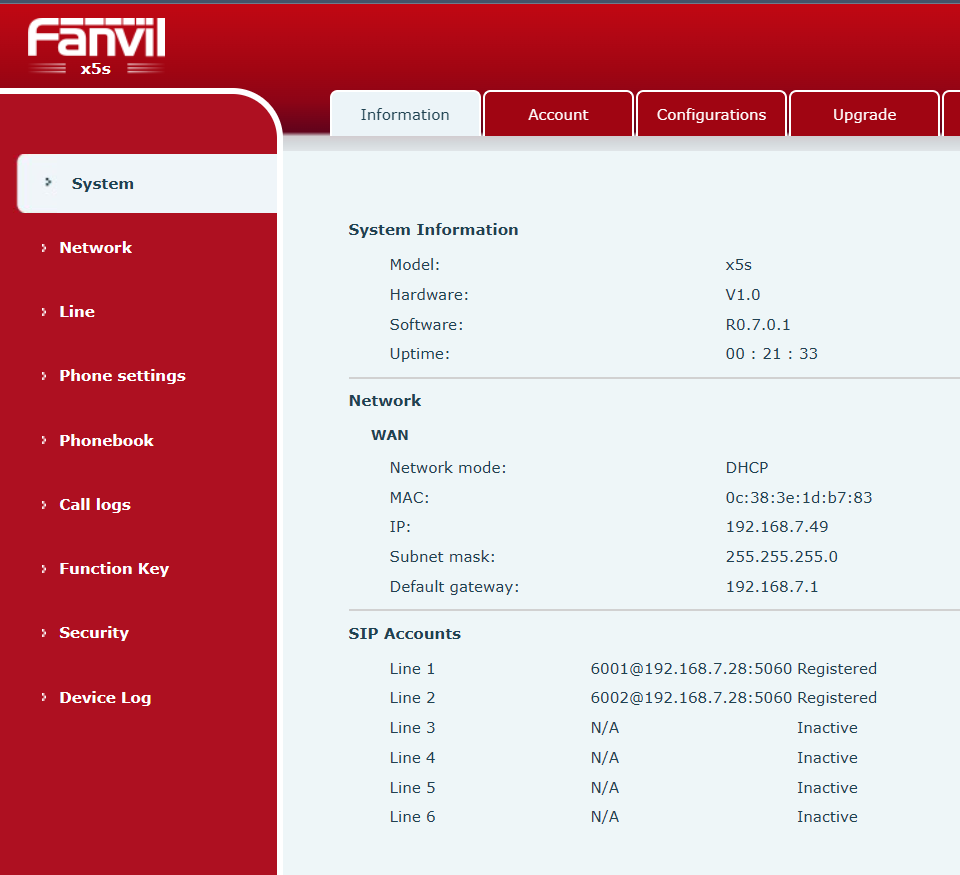 Fanvil
x5s
Information Account Configurations Upgrade
System
Network
Line
Phone settings
Phonebook
Call logs
Function Key
Security
Device Log
System Information
Model: x5s
Hardware: V1.0
Software: R0.7.0.1
Uptime: 00 : 21 : 33
Network
WAN
Network mode: DHCP
MAC: 0c:38:3e:1d:b7:83
IP: 192.168.7.49
Subnet mask: 255.255.255.0
Default gateway: 192.168.7.1
SIP Accounts
Line 1 6001@192.168.7.28:5060 Registered
Line 2 6002@192.168.7.28:5060 Registered
Line 3 N/A Inactive
Line 4 N/A Inactive
Line 5 N/A Inactive
Line 6 N/A Inactive